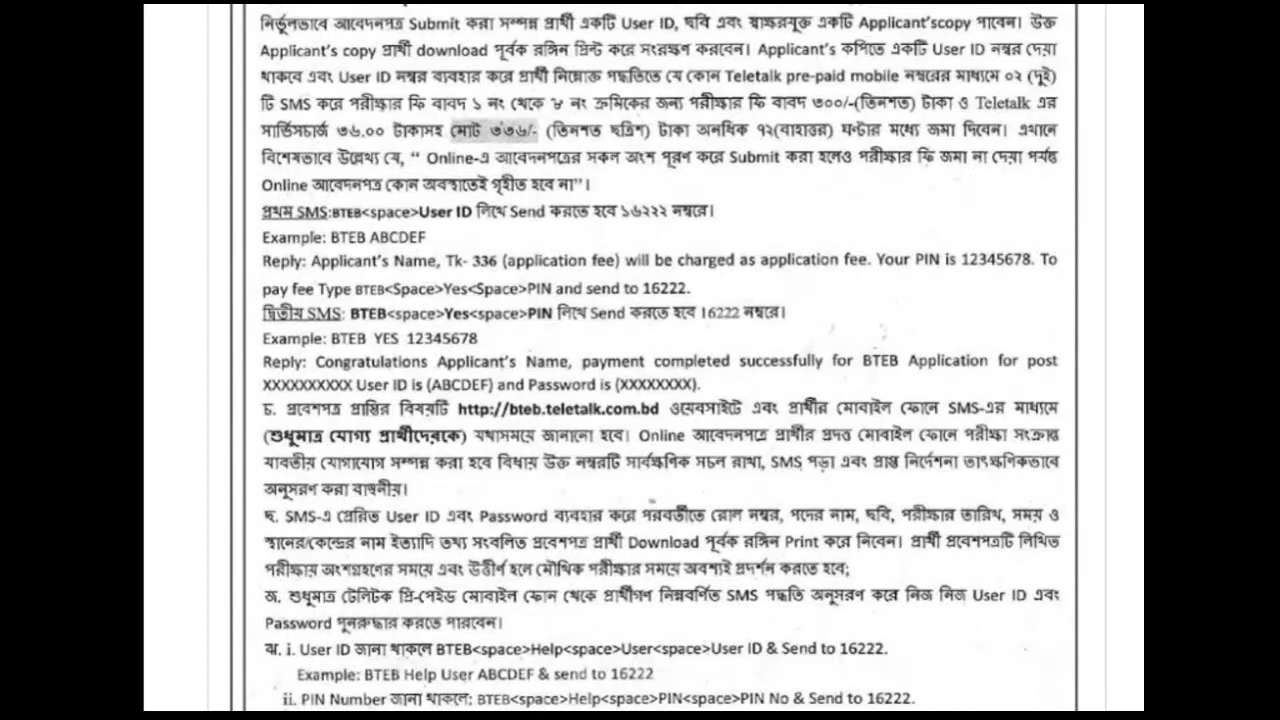 নির্ভুলভাবে আবেদনপত্র Submit করা সম্পন্ন প্রার্থী একটি User ID, ছবি এবং স্বাক্ষরযুক্ত একটি Applicant'scopy পাবেন। উক্ত
Applicant's copy প্রার্থী download পূর্বক রঙ্গিন প্রিন্ট করে সংরক্ষণ করবেন। Applicant's কপিতে একটি User ID নম্বর দেয়া
থাকবে এবং User ID নম্বর ব্যবহার করে প্রার্থী নিম্নোক্ত পদ্ধতিতে যে কোন Teletalk pre-paid mobile নম্বরের মাধ্যমে ০২ (দুই)
টি SMS করে পরীক্ষার ফি বাবদ ১ নং থেকে ৮ নং ক্রমিকের জন্য পরীক্ষার ফি বাবদ ৩০০/-(তিনশত) টাকা ও Teletalk এর
সার্ভিসচার্জ ৩৬.০০ টাকাসহ মোট ৩৩৬/- (তিনশত ছত্রিশ) টাকা অনধিক ৭২(বাহাত্তর) ঘণ্টার মধ্যে জমা দিবেন। এখানে
বিশেষভাবে উল্লেখ্য যে, " Online-এ আবেদনপত্রের সকল অংশ পূরণ করে Submit করা হলেও পরীক্ষার ফি জমা না দেয়া পর্যন্ত
Online আবেদনপত্র কোন অবস্থাতেই গৃহীত হবে না"।
প্রথম SMS:BTEB<space>User ID লিখে Send করতে হবে ১৬২২২ নম্বরে।
Example: BTEB ABCDEF
Reply: Applicant's Name, Tk- 336 (application fee) will be charged as application fee. Your PIN is 12345678. To
pay fee Type BTEB<Space>Yes<Space>PIN and send to 16222.
দ্বিতীয় SMS: BTEB<space>Yes<space>PIN লিখে Send করতে হবে 16222 নম্বরে।
Example: BTEB YES 12345678
Reply: Congratulations Applicant's Name, payment completed successfully for BTEB Application for post
XXXXXXXXXX User ID is (ABCDEF) and Password is (XXXXXXXX).
চ. প্রবেশপত্র প্রাপ্তির বিষয়টি http://bteb.teletalk.com.bd ওয়েবসাইটে এবং প্রার্থীর মোবাইল ফোনে SMS-এর মাধ্যমে
(শুধুমাত্র যোগ্য প্রার্থীদেরকে) যথাসময়ে জানানো হবে। Online আবেদনপত্রে প্রার্থীর প্রদত্ত মোবাইল ফোনে পরীক্ষা সংক্রান্ত
যাবতীয় যোগাযোগ সম্পন্ন করা হবে বিধায় উক্ত নম্বরটি সার্বক্ষণিক সচল রাখা, SMS পড়া এবং প্রাপ্ত নির্দেশনা তাৎক্ষণিকভাবে
অনুসরণ করা বাঞ্ছনীয়।
ছ. SMS-এ প্রেরিত User ID এবং Password ব্যবহার করে পরবর্তীতে রোল নম্বর, পদের নাম, ছবি, পরীক্ষার তারিখ, সময় ও
স্থানের/কেন্দ্রের নাম ইত্যাদি তথ্য সংবলিত প্রবেশপত্র প্রার্থী Download পূর্বক রঙ্গিন Print করে নিবেন। প্রার্থী প্রবেশপত্রটি লিখিত
পরীক্ষায় অংশগ্রহণের সময়ে এবং উত্তীর্ণ হলে মৌখিক পরীক্ষার সময়ে অবশ্যই প্রদর্শন করতে হবে;
জ. শুধুমাত্র টেলিটক প্রি-পেইড মোবাইল ফোন থেকে প্রার্থীগণ নিম্নবর্ণিত SMS পদ্ধতি অনুসরণ করে নিজ নিজ User ID এবং
Password পুনরুদ্ধার করতে পারবেন।
ঝ. i. User ID জানা থাকলে BTEB<space>Help<space>User<space>User ID & Send to 16222.
Example: BTEB Help User ABCDEF & send to 16222
ii. PIN Number জানা থাকলে: BTEB<space>Help<space>PIN<space>PIN No & Send to 16222.